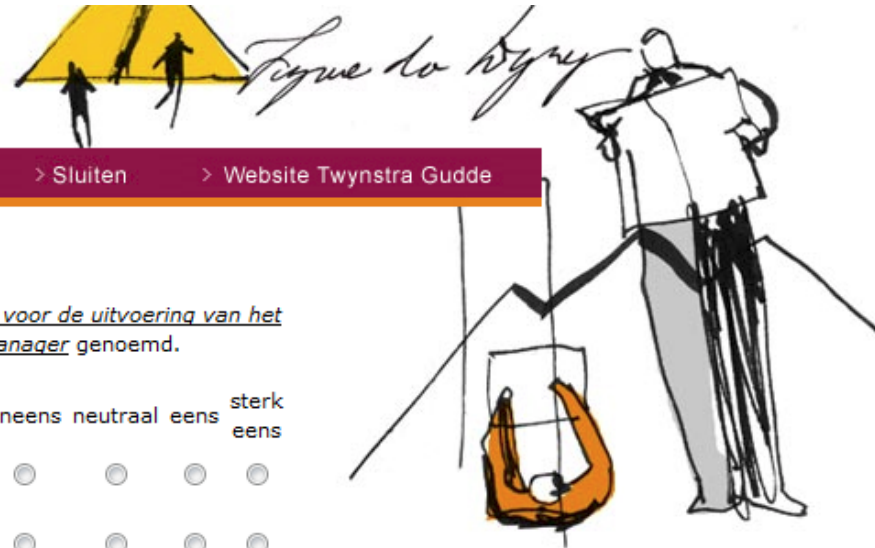 > Sluiten > Website Twynstra Gudde
voor de uitvoering van het
anager genoemd.
neens neutraal eens sterk eens